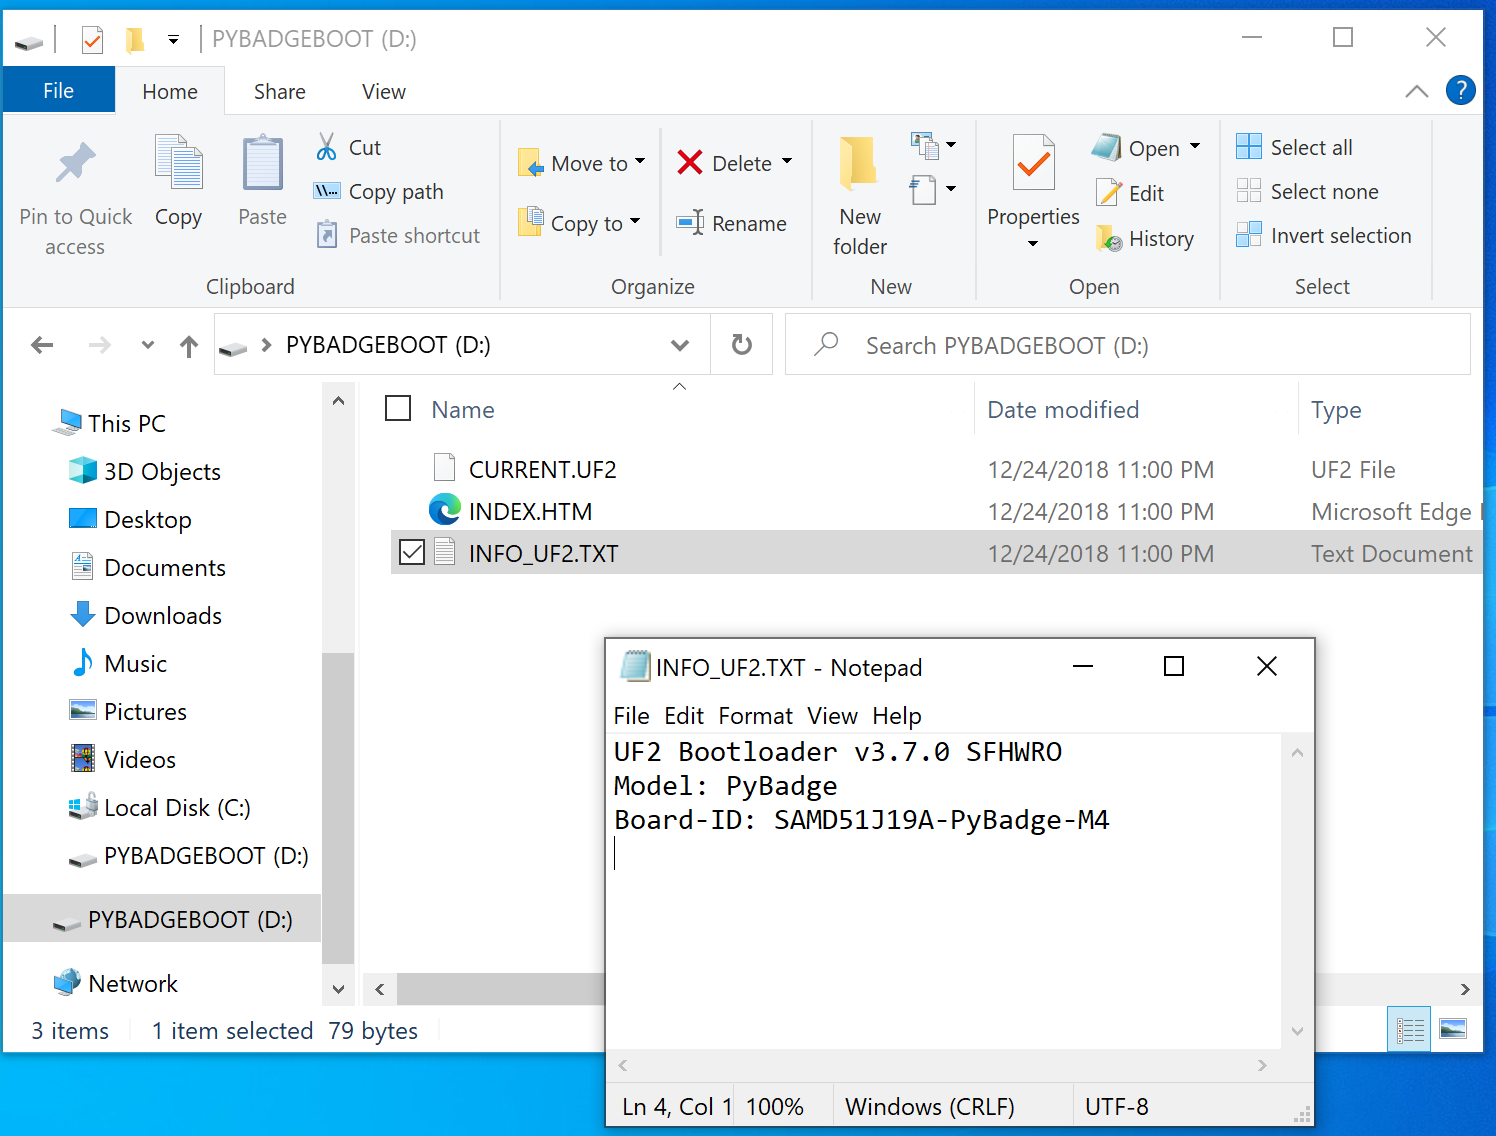 PYBADGEBOOT (D:)
File Home Share View
?
Pin to Quick access
Copy
Paste
Cut
\\...
Copy path
Paste shortcut
Clipboard
Move to
Copy to
Delete
Rename
Organize
New folder
New
Properties
Open
Edit
History
Open
Select all
Select none
Invert selection
Select
PYBADGEBOOT (D:)
Search PYBADGEBOOT (D:)
This PC
3D Objects
Desktop
Documents
Downloads
Music
Pictures
Videos
Local Disk (C:)
PYBADGEBOOT (D:)
PYBADGEBOOT (D:)
Network
Name Date modified Type
CURRENT.UF2 12/24/2018 11:00 PM UF2 File
INDEX.HTM 12/24/2018 11:00 PM Microsoft Edge
INFO_UF2.TXT 12/24/2018 11:00 PM Text Document
3 items 1 item selected 79 bytes
INFO_UF2.TXT - Notepad
File Edit Format View Help
UF2 Bootloader v3.7.0 SFHWRO
Model: PyBadge
Board-ID: SAMD51J19A-PyBadge-M4
Ln 4, Col 1 100% Windows (CRLF) UTF-8